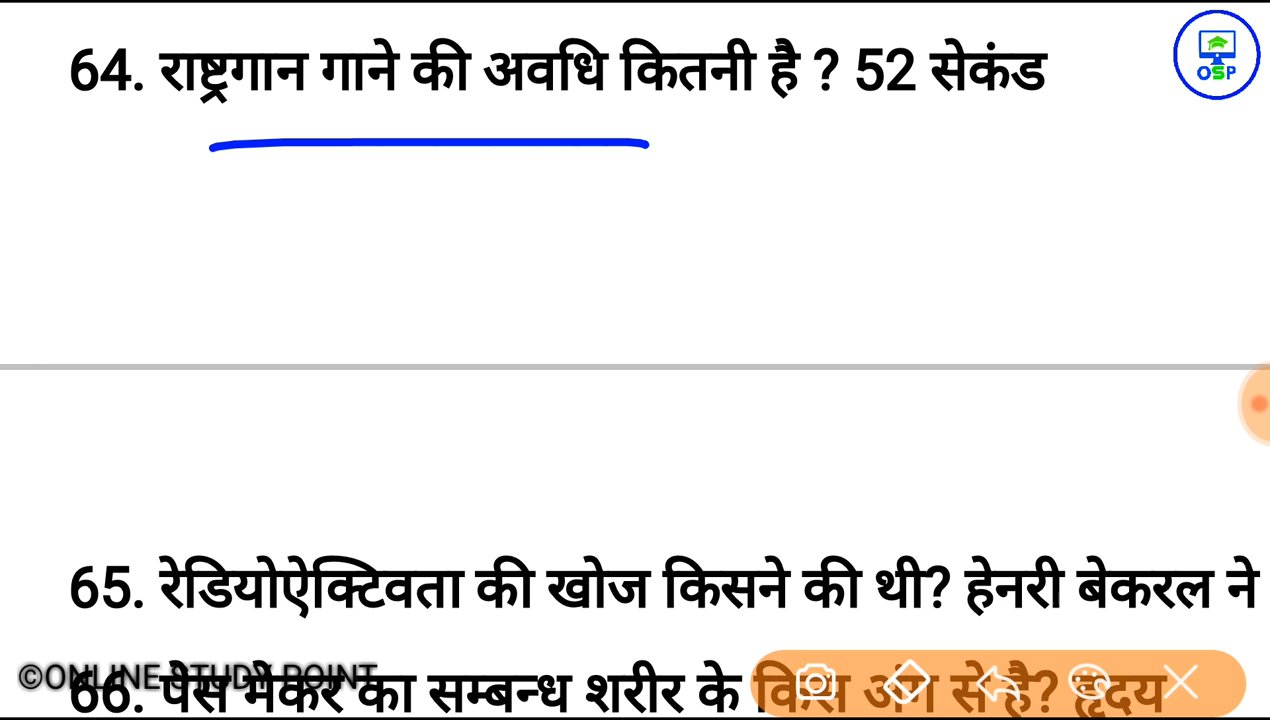 64. राष्ट्रगान गाने की अवधि कितनी है ? 52 सेकंड
OSP
65. रेडियोऐक्टिवता की खोज किसने की थी? हेनरी बेकरल ने
©ONLINE STUDY POINT
66. पेस मेकर का सम्बन्ध शरीर के किस अंग से है? हृदय